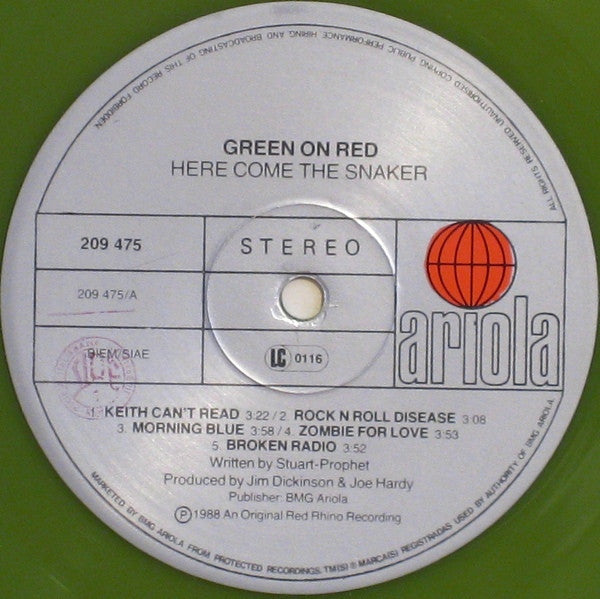 ALL RIGHTS RESERVED. UNAUTHORISED COPYING, PUBLIC PERFORMANCE, HIRING, AND BROADCASTING OF THIS RECORD FORBIDDEN.
GREEN ON RED
HERE COME THE SNAKER
209 475
STEREO
209 475/A
ariola
BIEM/SIAE
LC 0116
KEITH CAN'T READ 3:22 / 2. ROCK N ROLL DISEASE 3:08
3. MORNING BLUE 3:58 / 4. ZOMBIE FOR LOVE 3:53
5. BROKEN RADIO 3:52
Written by Stuart-Prophet
Produced by Jim Dickinson & Joe Hardy
Publisher: BMG Ariola
Ⓟ 1988 An Original Red Rhino Recording
MARKETED BY BMG ARIOLA FROM PROTECTED RECORDINGS. TM(S)® MARCA(S) REGISTRADAS USED BY AUTHORITY OF BMG ARIOLA